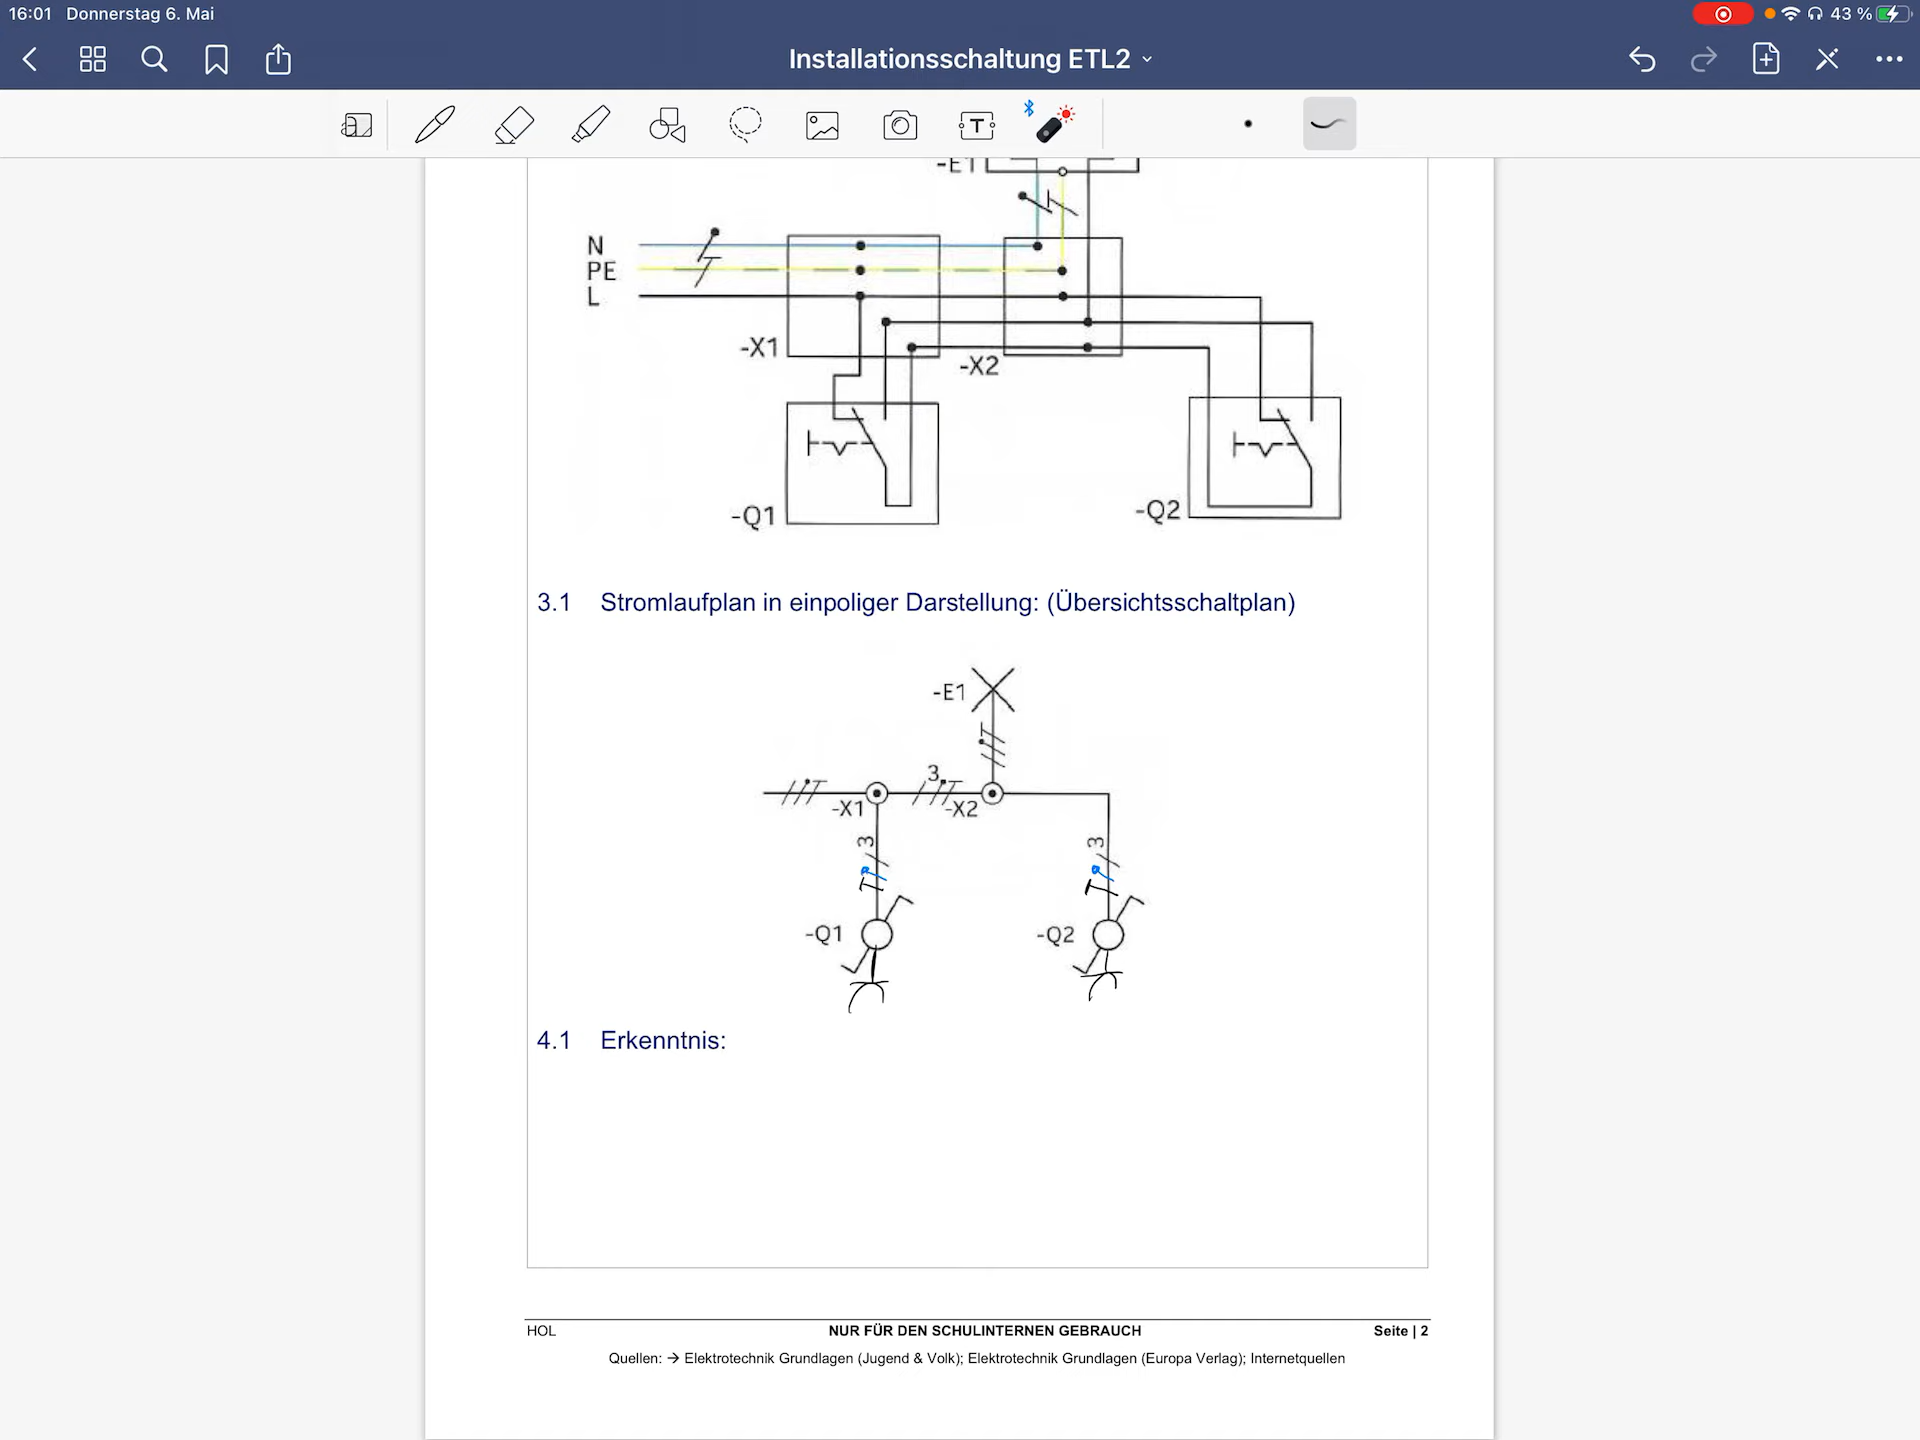 16:01 Donnerstag 6. Mai
43 %
Installationsschaltung ETL2
-E1
N
PE
L
-X1
-X2
-Q1
-Q2
3.1 Stromlaufplan in einpoliger Darstellung: (Übersichtsschaltplan)
-E1
3
-X1
-X2
3
3
-Q1
-Q2
4.1 Erkenntnis:
HOL
NUR FÜR DEN SCHULINTERNEN GEBRAUCH
Seite | 2
Quellen: → Elektrotechnik Grundlagen (Jugend & Volk); Elektrotechnik Grundlagen (Europa Verlag); Internetquellen